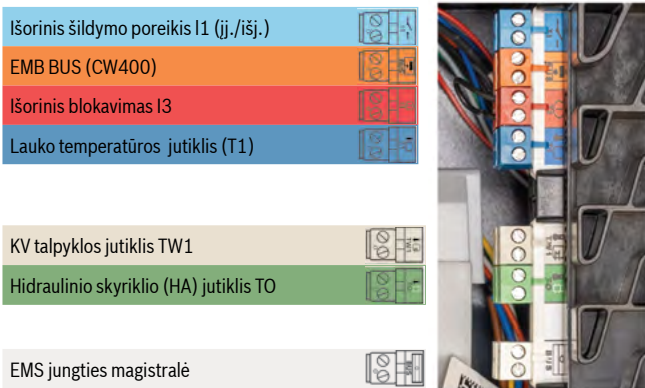 Išorinis šildymo poreikis I1 (įj./išj.)
EMB BUS (CW400)
Išorinis blokavimas I3
Lauko temperatūros jutiklis (T1)
KV talpyklos jutiklis TW1
Hidraulinio skyriklio (HA) jutiklis TO
EMS jungties magistralė
BUS